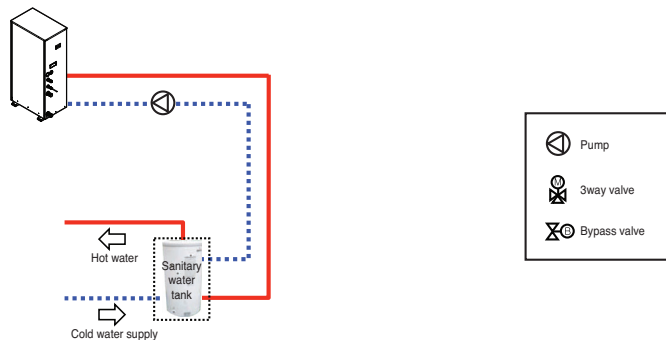 Hot water
Sanitary
water
tank
Cold water supply
Pump
M
3way valve
B
Bypass valve